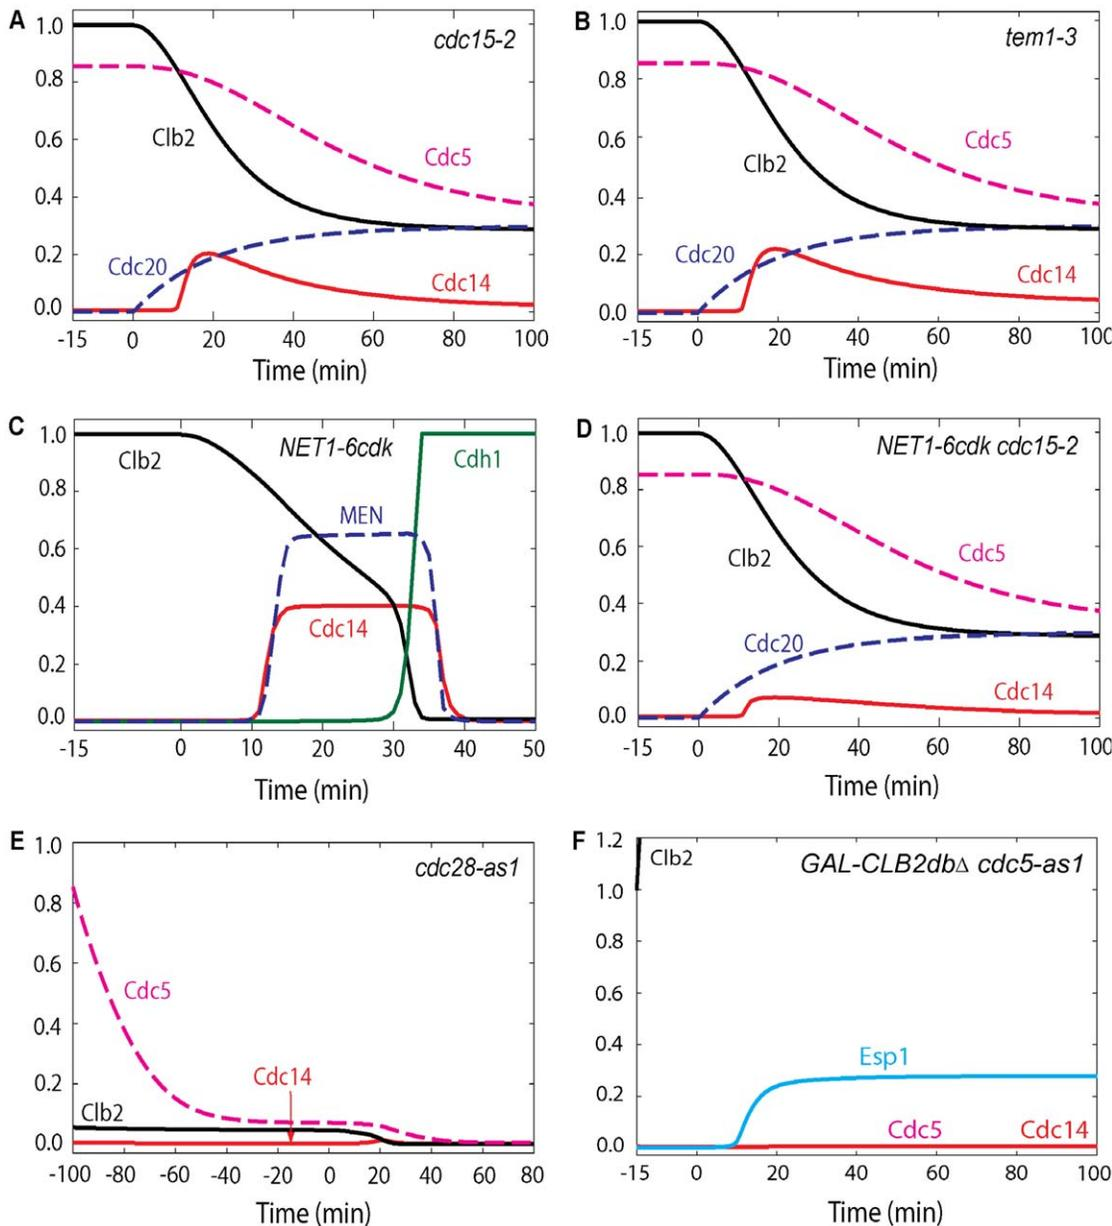 A
cdc15-2
1.0
0.8
0.6
0.4
0.2
0.0
Clb2
Cdc5
Cdc20
Cdc14
-15 0 20 40 60 80 100
Time (min)
B
tem1-3
1.0
0.8
0.6
0.4
0.2
0.0
Clb2
Cdc5
Cdc20
Cdc14
-15 0 20 40 60 80 100
Time (min)
C
NET1-6cdk
1.0
0.8
0.6
0.4
0.2
0.0
Clb2
Cdh1
MEN
Cdc14
-15 0 10 20 30 40 50
Time (min)
D
NET1-6cdk cdc15-2
1.0
0.8
0.6
0.4
0.2
0.0
Clb2
Cdc5
Cdc20
Cdc14
-15 0 20 40 60 80 100
Time (min)
E
cdc28-as1
1.0
0.8
0.6
0.4
0.2
0.0
Cdc5
Cdc14
Clb2
-100 -80 -60 -40 -20 0 20 40 60 80
Time (min)
F
GAL-CLB2dbΔ cdc5-as1
1.2
1.0
0.8
0.6
0.4
0.2
0.0
Clb2
Esp1
Cdc5
Cdc14
-15 0 20 40 60 80 100
Time (min)